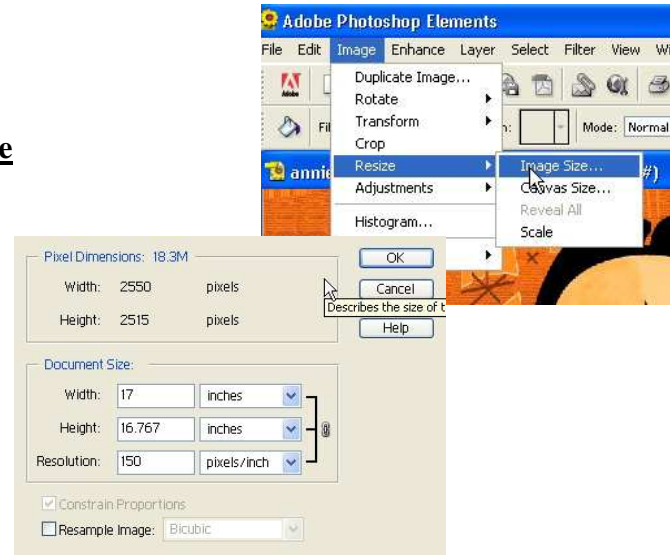 Adobe Photoshop Elements
File Edit Image Enhance Layer Select Filter View
Duplicate Image...
Rotate
Transform
Crop
Resize
Adjustments
Histogram...
Mode: Normal
Image Size...
Canvas Size...
Reveal All
Scale
annie
#)
e
Pixel Dimensions: 18.3M
Width: 2550 pixels
Height: 2515 pixels
OK
Cancel
Describes the size of t
Help
Document Size:
Width: 17 inches
Height: 16.767 inches
Resolution: 150 pixels/inch
Constrain Proportions
Resample Image: Bicubic